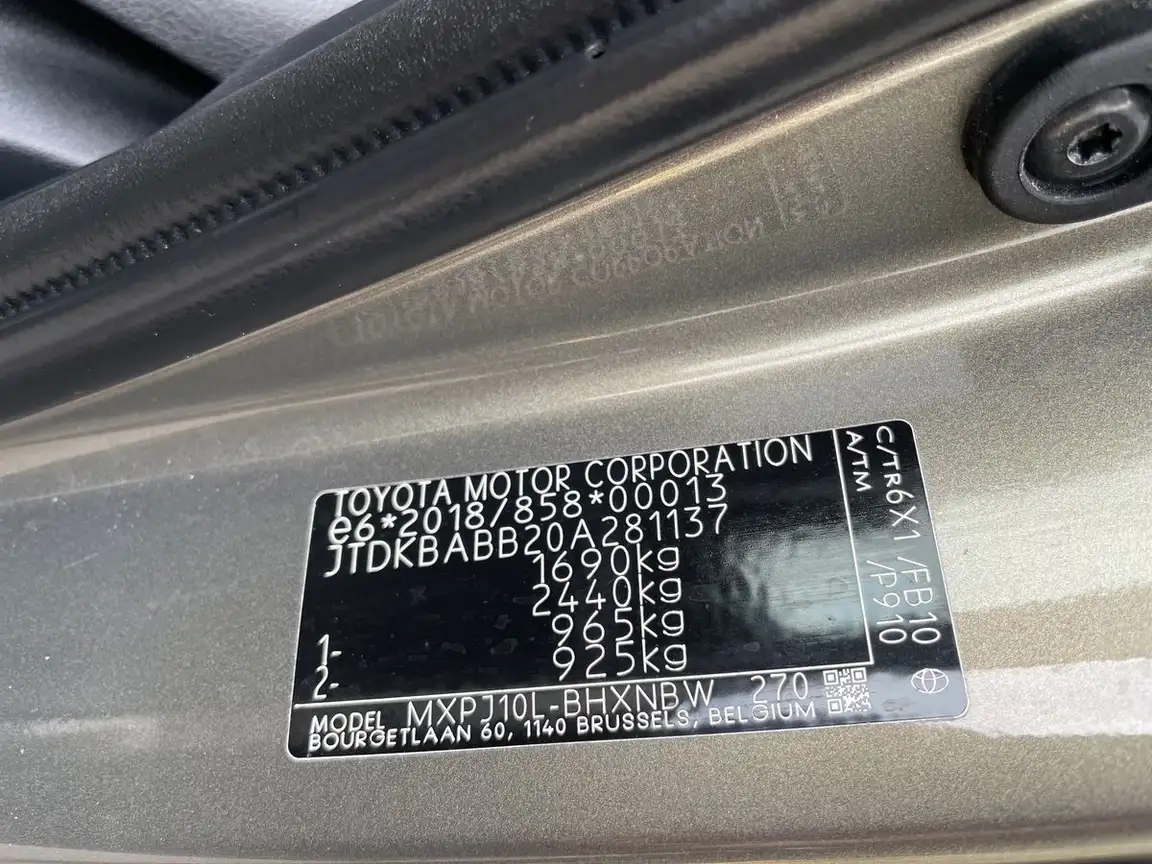 TOYOTA MOTOR CORPORATION
e6*2018/858*00013
JTDKBABB20A281137
1690kg
2440kg
1- 965kg
2- 925kg
MODEL MXPJ10L-BHXNBW 270
BOURGETLAAN 60, 1140 BRUSSELS, BELGIUM
C/TR6X1 /FB10
A/TM /P910